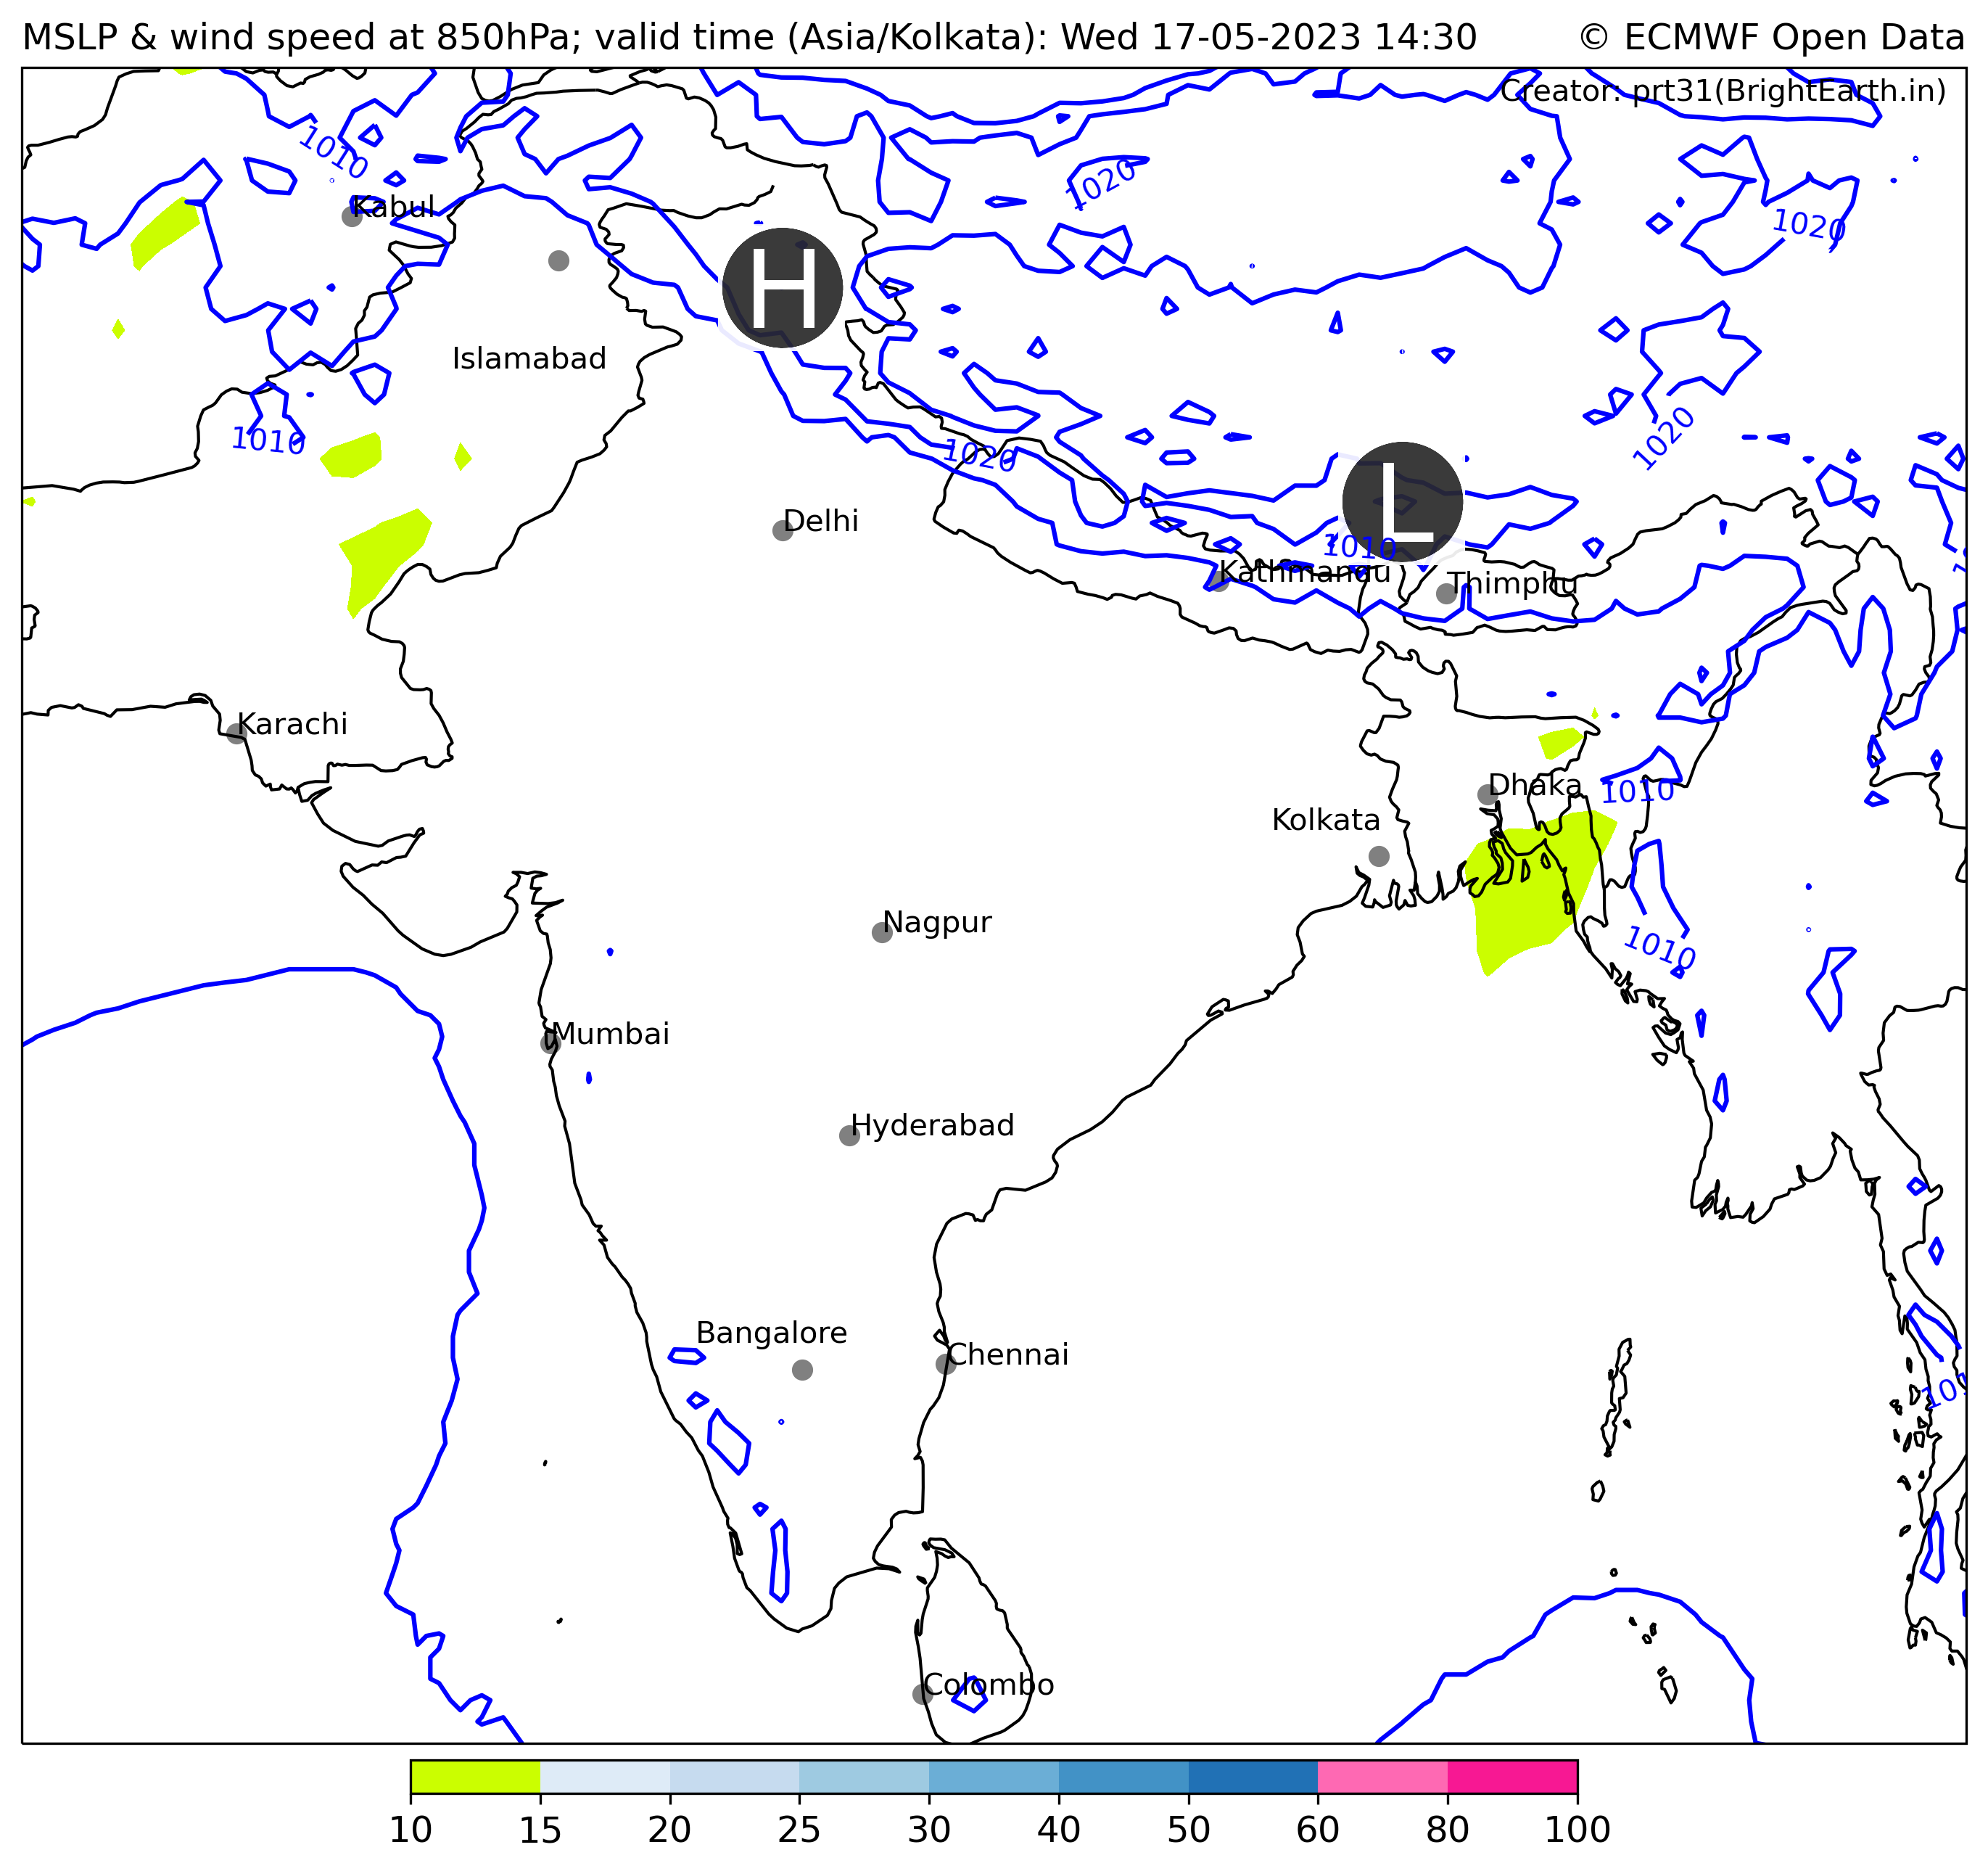 MSLP & wind speed at 850hPa; valid time (Asia/Kolkata): Wed 17-05-2023 14:30 © ECMWF Open Data
Creator: prt31(BrightEarth.in)
1010
1020
1020
Kabul
H
Islamabad
1010
1020
1020
L
Delhi
1010
Kathmandu
Thimphu
Karachi
Dhaka
1010
Kolkata
Nagpur
1010
Mumbai
Hyderabad
Bangalore
Chennai
Colombo
10 15 20 25 30 40 50 60 80 100